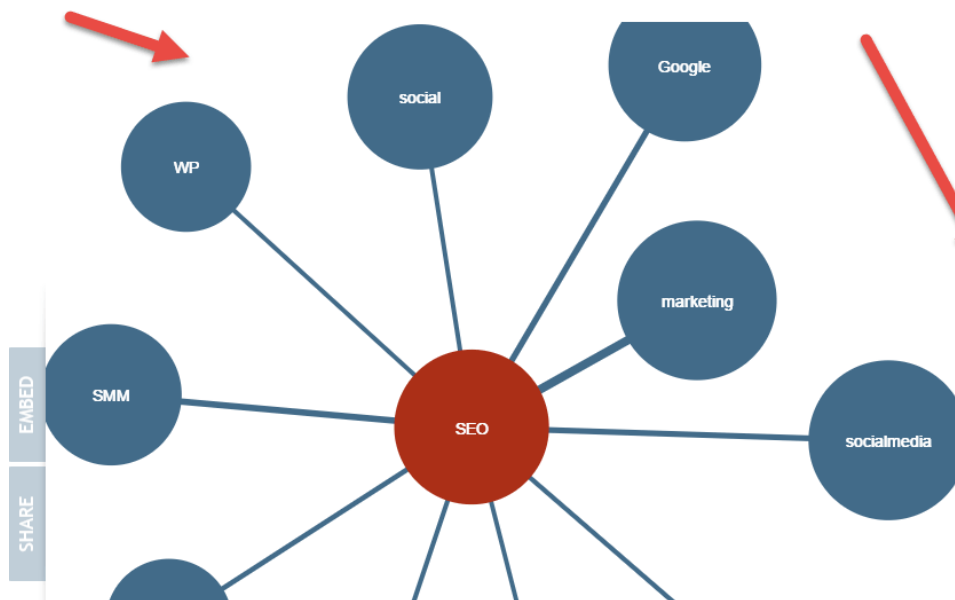 social
Google
WP
marketing
SMM
SEO
socialmedia
EMBED
SHARE